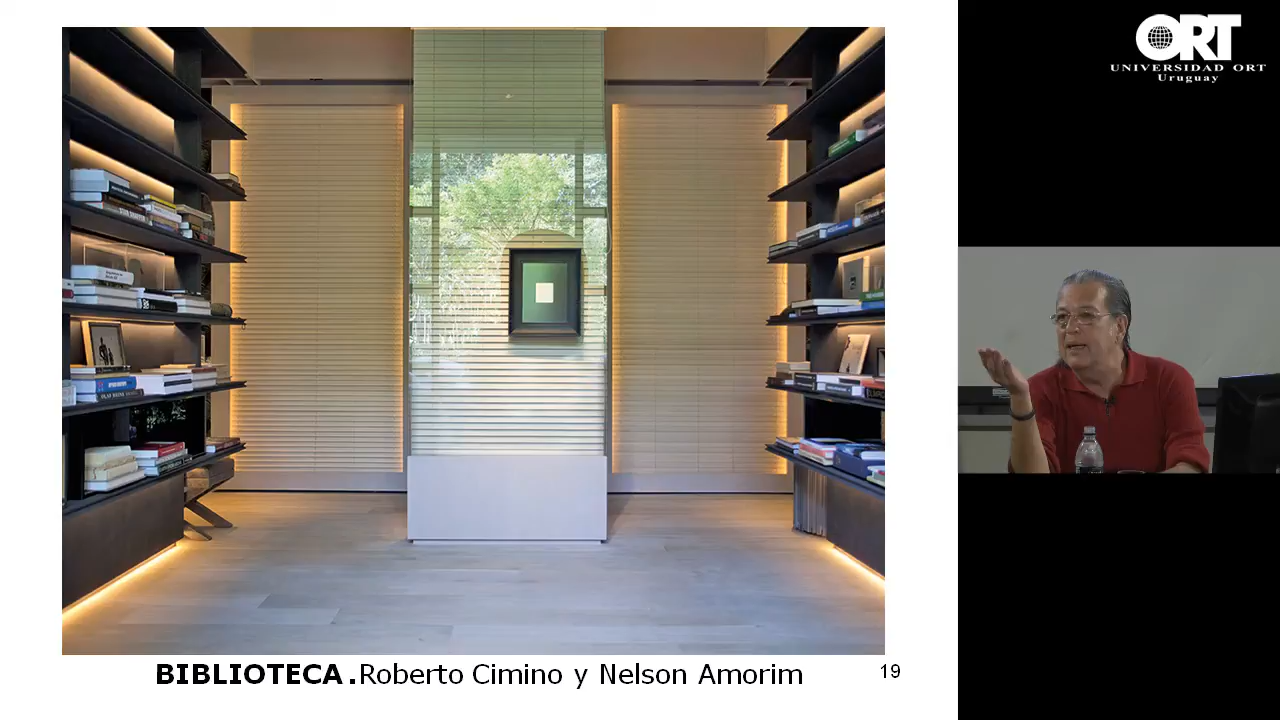 BIBLIOTECA.Roberto Cimino y Nelson Amorim
19
ORT
UNIVERSIDAD ORT
Uruguay